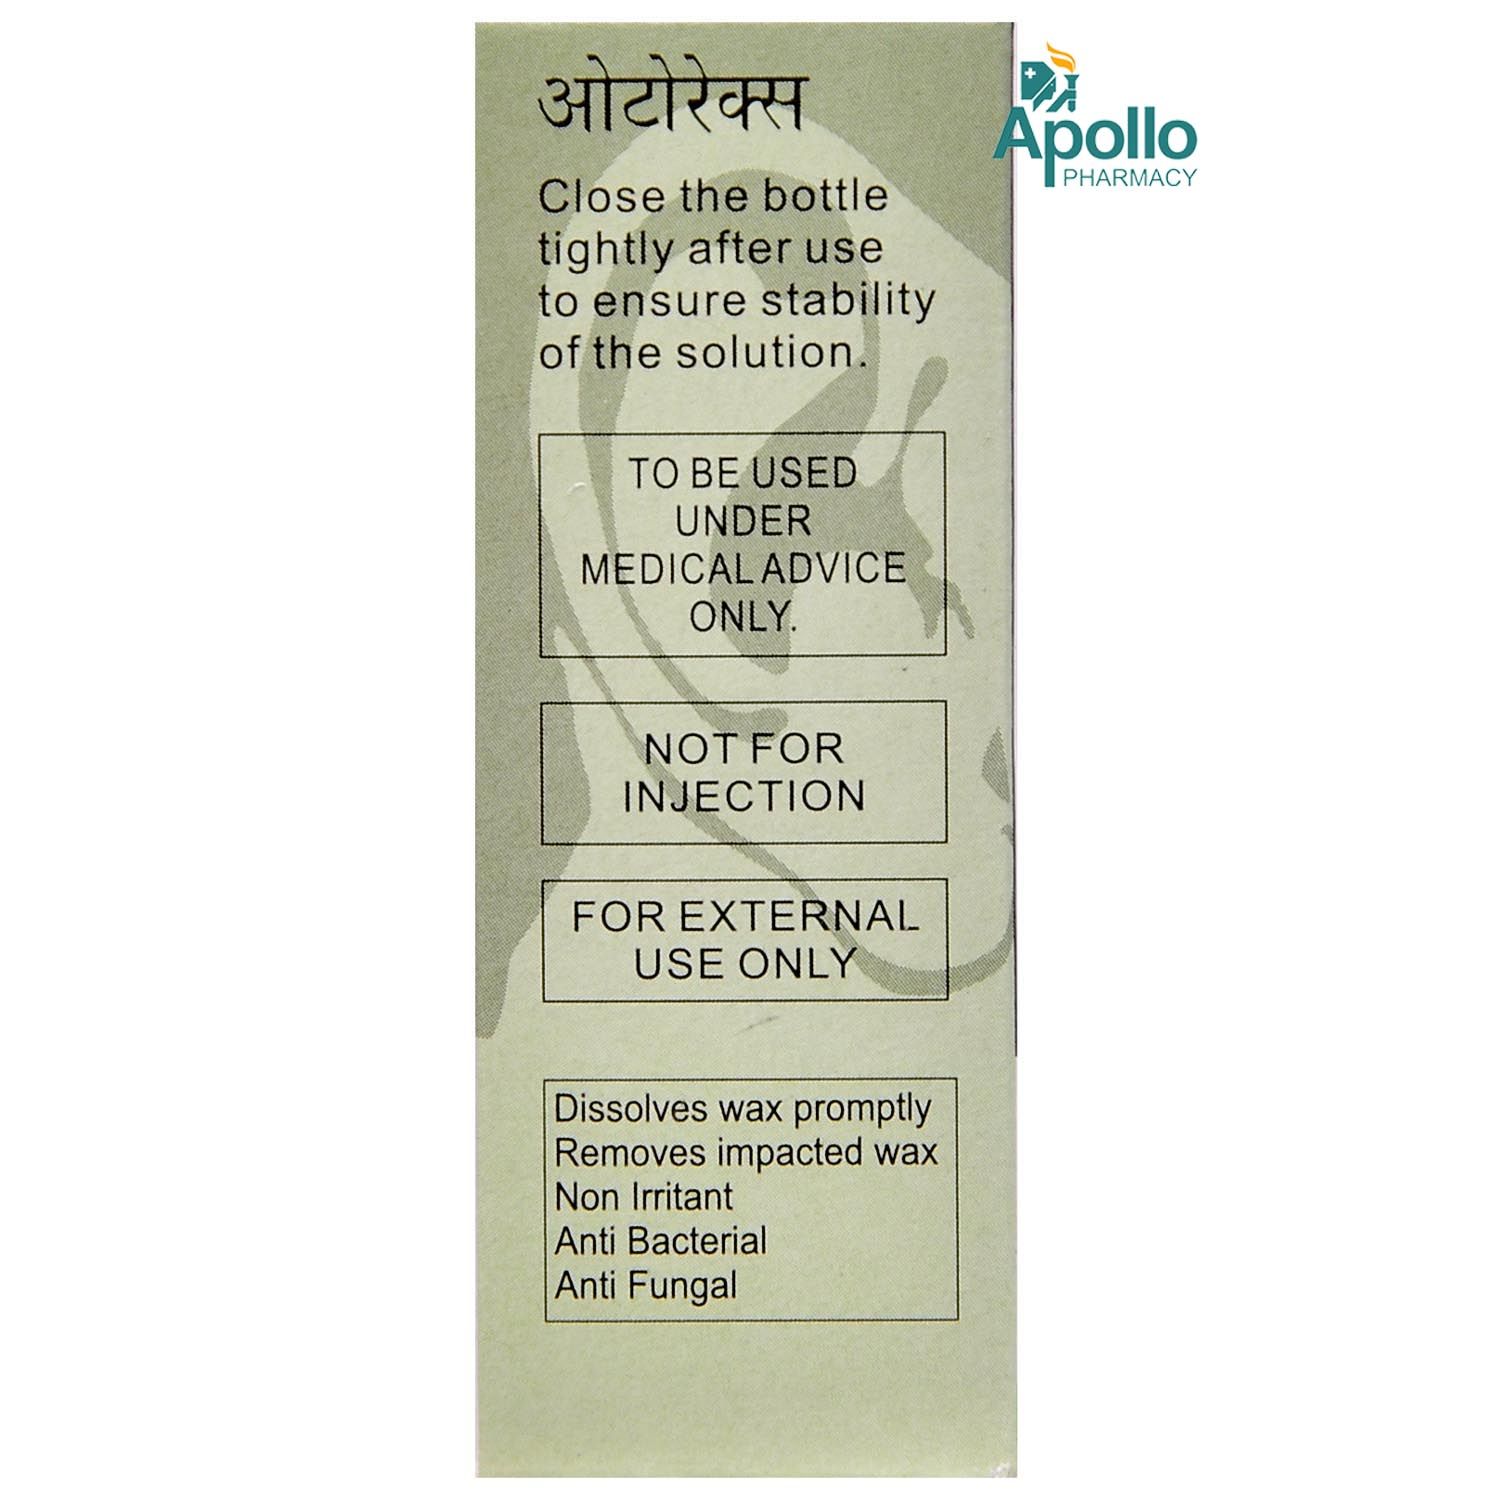 ओटोरेक्स
Apollo
PHARMACY
Close the bottle
tightly after use
to ensure stability
of the solution.
TO BE USED
UNDER
MEDICAL ADVICE
ONLY.
NOT FOR
INJECTION
FOR EXTERNAL
USE ONLY
Dissolves wax promptly
Removes impacted wax
Non Irritant
Anti Bacterial
Anti Fungal